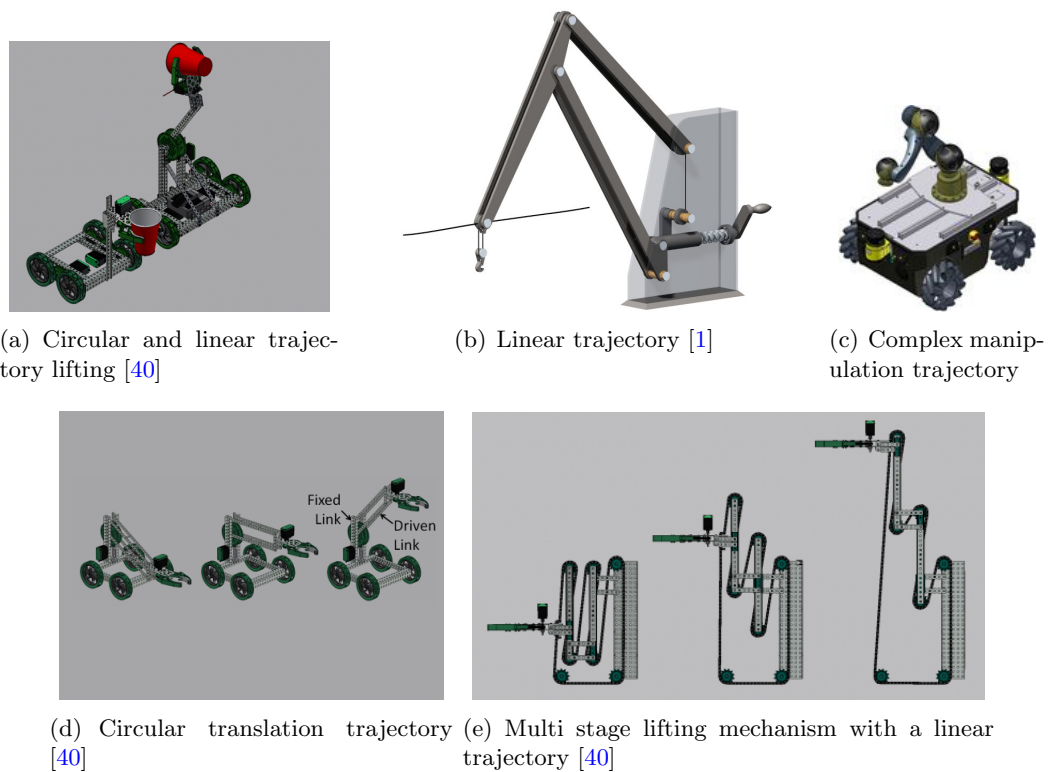 (a) Circular and linear trajec-
tory lifting [40]
(b) Linear trajectory [1]
(c) Complex manip-
ulation trajectory
Fixed
Link
Driven
Link
(d) Circular translation trajectory
[40]
(e) Multi stage lifting mechanism with a linear
trajectory [40]